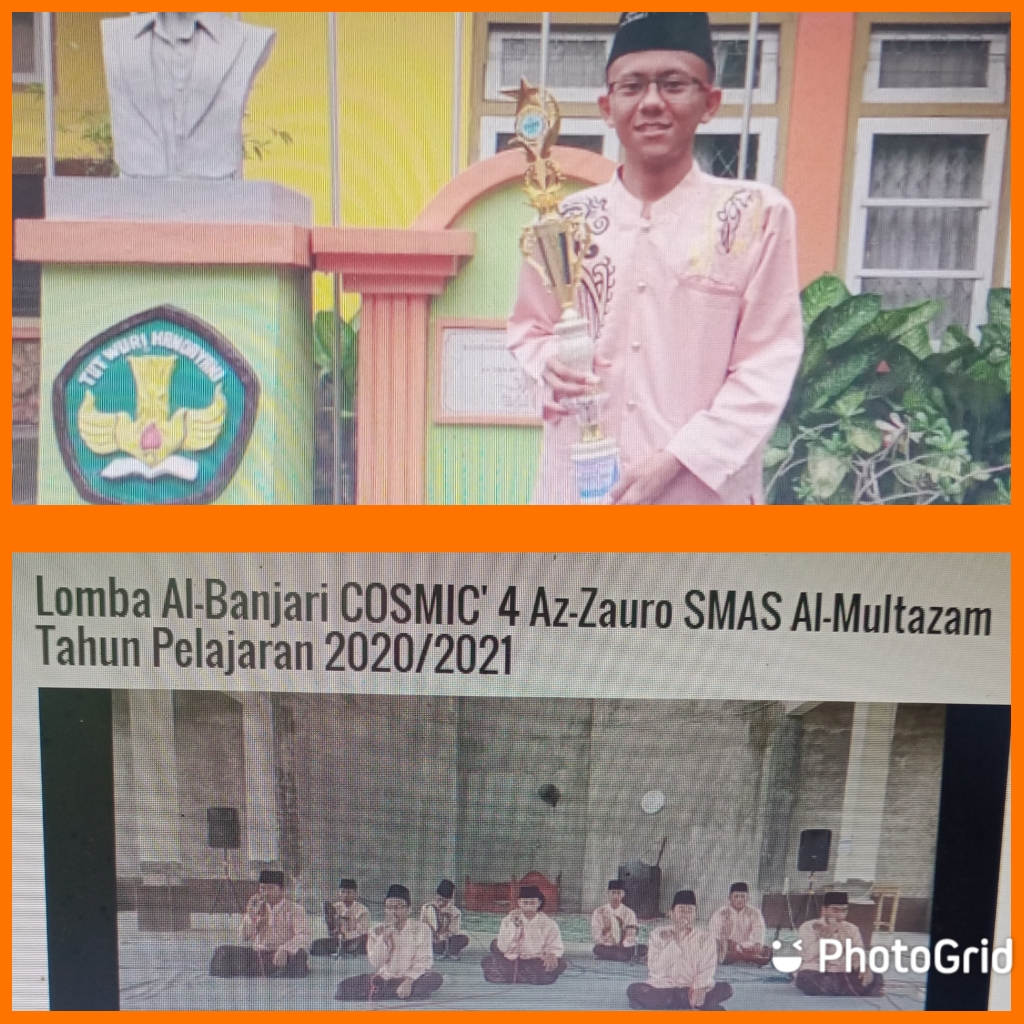 TUT WURI HANDAYANI
Lomba Al-Banjari COSMIC' 4 Az-Zauro SMAS Al-Multazam
Tahun Pelajaran 2020/2021
PhotoGrid